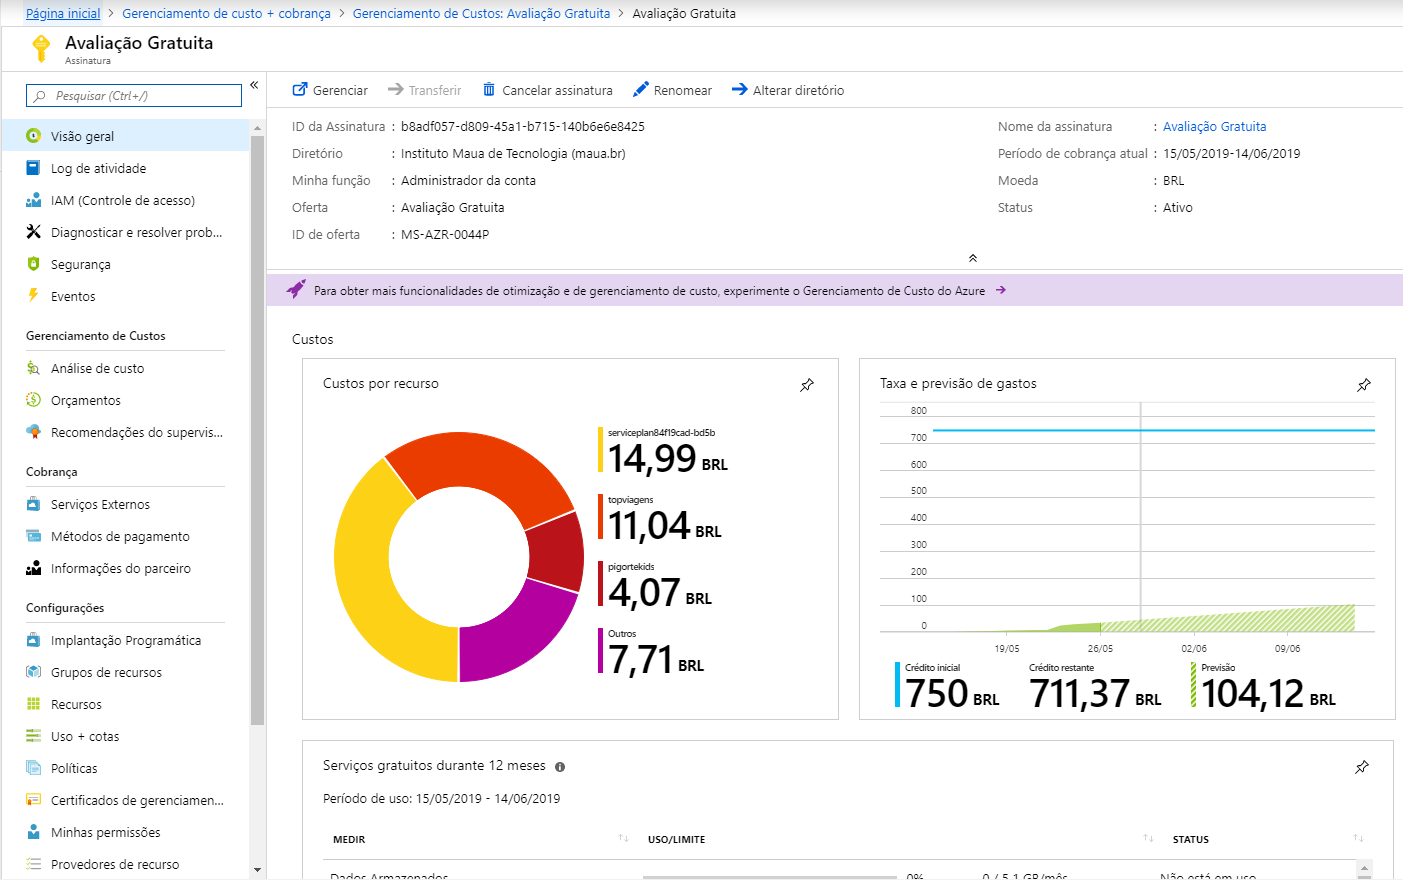 Página inicial > Gerenciamento de custo + cobrança > Gerenciamento de Custos: Avaliação Gratuita > Avaliação Gratuita
Avaliação Gratuita
Assinatura
Pesquisar (Ctrl+/)
«
Visão geral
Log de atividade
IAM (Controle de acesso)
Diagnosticar e resolver prob...
Segurança
Eventos
Gerenciamento de Custos
Análise de custo
Orçamentos
Recomendações do supervis...
Cobrança
Serviços Externos
Métodos de pagamento
Informações do parceiro
Configurações
Implantação Programática
Grupos de recursos
Recursos
Uso + cotas
Políticas
Certificados de gerenciamen...
Minhas permissões
Provedores de recurso
Gerenciar Transferir Cancelar assinatura Renomear Alterar diretório
ID da Assinatura : b8adf057-d809-45a1-b715-140b6e6e8425
Diretório : Instituto Maua de Tecnologia (maua.br)
Minha função : Administrador da conta
Oferta : Avaliação Gratuita
ID de oferta : MS-AZR-0044P
Nome da assinatura : Avaliação Gratuita
Período de cobrança atual : 15/05/2019-14/06/2019
Moeda : BRL
Status : Ativo
Para obter mais funcionalidades de otimização e de gerenciamento de custo, experimente o Gerenciamento de Custo do Azure →
Custos
Custos por recurso
serviceplan84f19cad-bd5b
14,99 BRL
topviagens
11,04 BRL
pigortekids
4,07 BRL
Outros
7,71 BRL
Taxa e previsão de gastos
800
700
600
500
400
300
200
100
0
19/05 26/05 02/06 09/06
Crédito inicial
750 BRL
Crédito restante
711,37 BRL
Previsão
104,12 BRL
Serviços gratuitos durante 12 meses
Período de uso: 15/05/2019 - 14/06/2019
MEDIR USO/LIMITE STATUS
Dados Armazenados 0% 0 / 5.1 GB/mês Não está em uso